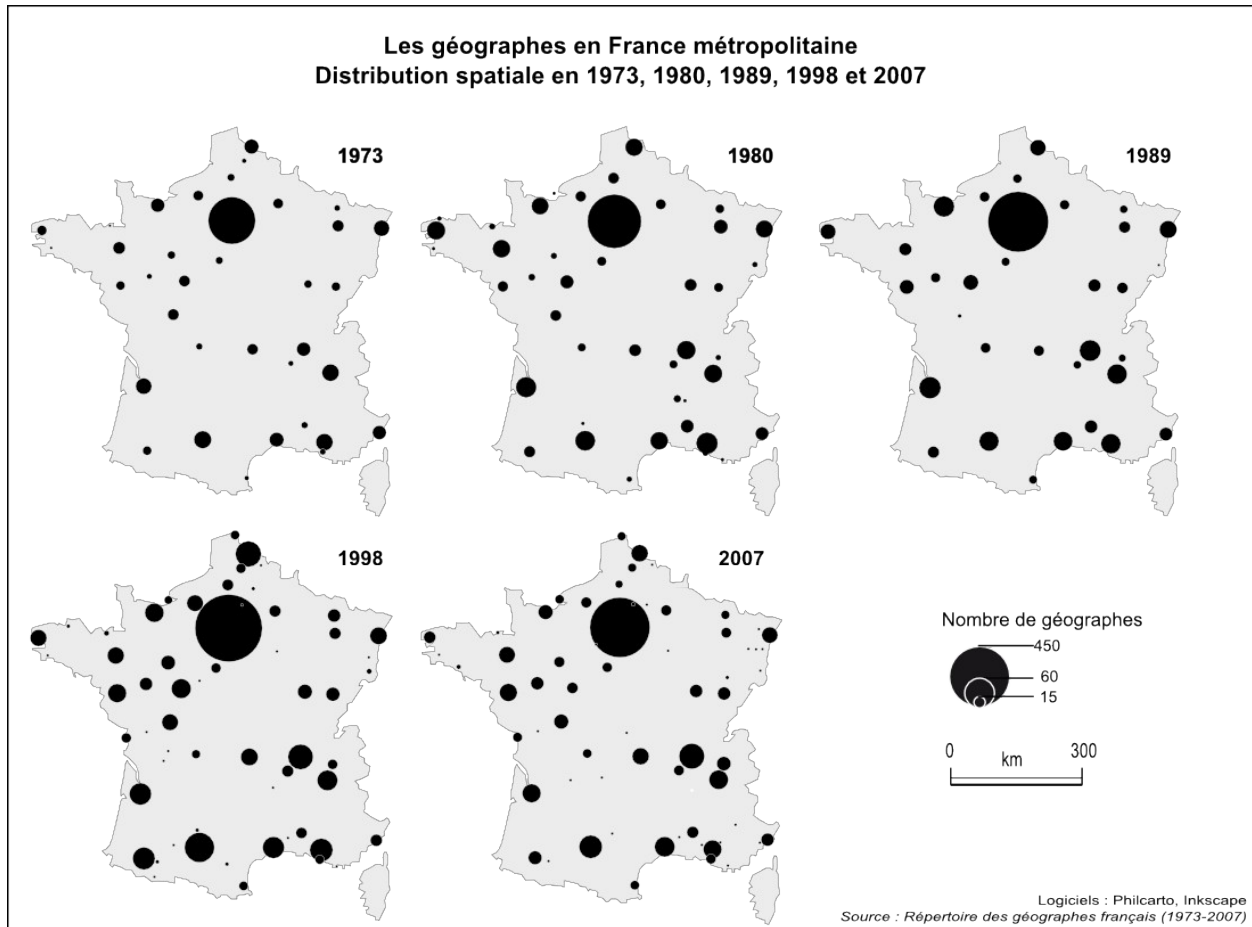 Les géographes en France métropolitaine
Distribution spatiale en 1973, 1980, 1989, 1998 et 2007
1973
1980
1989
1998
2007
Nombre de géographes
450
60
15
0 km 300
Logiciels : Philcarto, Inkscape
Source : Répertoire des géographes français (1973-2007)